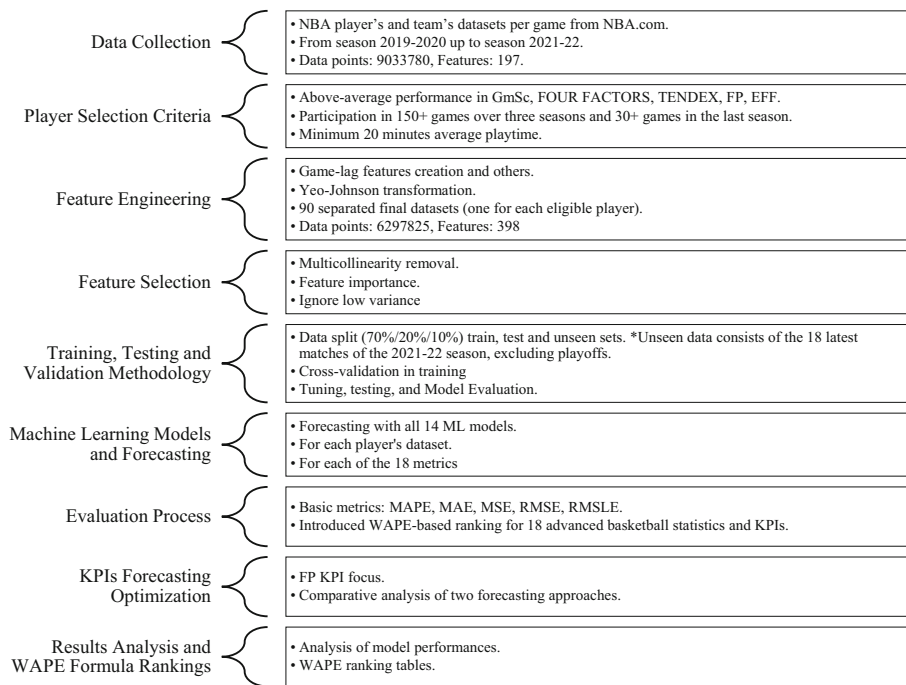 Data Collection
• NBA player’s and team’s datasets per game from NBA.com.
• From season 2019-2020 up to season 2021-22.
• Data points: 9033780, Features: 197.
Player Selection Criteria
• Above-average performance in GmSc, FOUR FACTORS, TENDEX, FP, EFF.
• Participation in 150+ games over three seasons and 30+ games in the last season.
• Minimum 20 minutes average playtime.
Feature Engineering
• Game-lag features creation and others.
• Yeo-Johnson transformation.
• 90 separated final datasets (one for each eligible player).
• Data points: 6297825, Features: 398
Feature Selection
• Multicollinearity removal.
• Feature importance.
• Ignore low variance
Training, Testing and
Validation Methodology
• Data split (70%/20%/10%) train, test and unseen sets. *Unseen data consists of the 18 latest
matches of the 2021-22 season, excluding playoffs.
• Cross-validation in training
• Tuning, testing, and Model Evaluation.
Machine Learning Models
and Forecasting
• Forecasting with all 14 ML models.
• For each player's dataset.
• For each of the 18 metrics
Evaluation Process
• Basic metrics: MAPE, MAE, MSE, RMSE, RMSLE.
• Introduced WAPE-based ranking for 18 advanced basketball statistics and KPIs.
KPIs Forecasting
Optimization
• FP KPI focus.
• Comparative analysis of two forecasting approaches.
Results Analysis and
WAPE Formula Rankings
• Analysis of model performances.
• WAPE ranking tables.